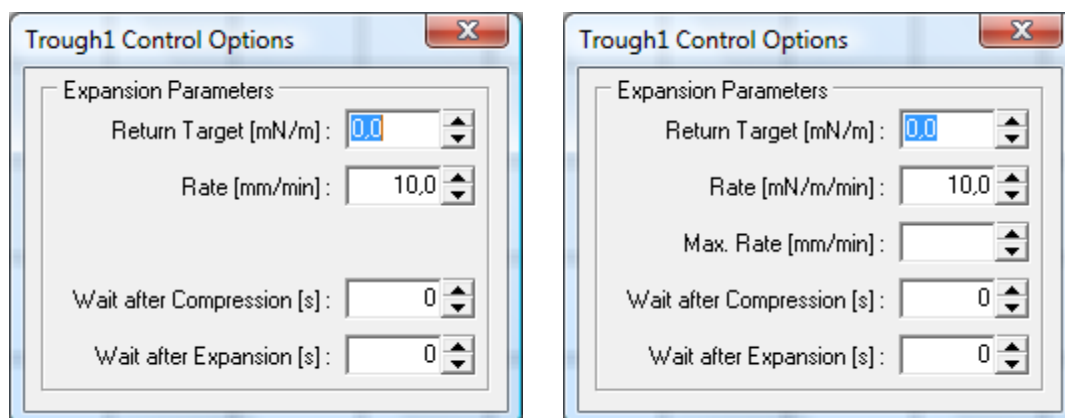 Trough1 Control Options
Expansion Parameters
Return Target [mN/m] : 0,0
Rate [mm/min] : 10,0
Wait after Compression [s] : 0
Wait after Expansion [s] : 0
Trough1 Control Options
Expansion Parameters
Return Target [mN/m] : 0,0
Rate [mN/m/min] : 10,0
Max. Rate [mm/min] :
Wait after Compression [s] : 0
Wait after Expansion [s] : 0